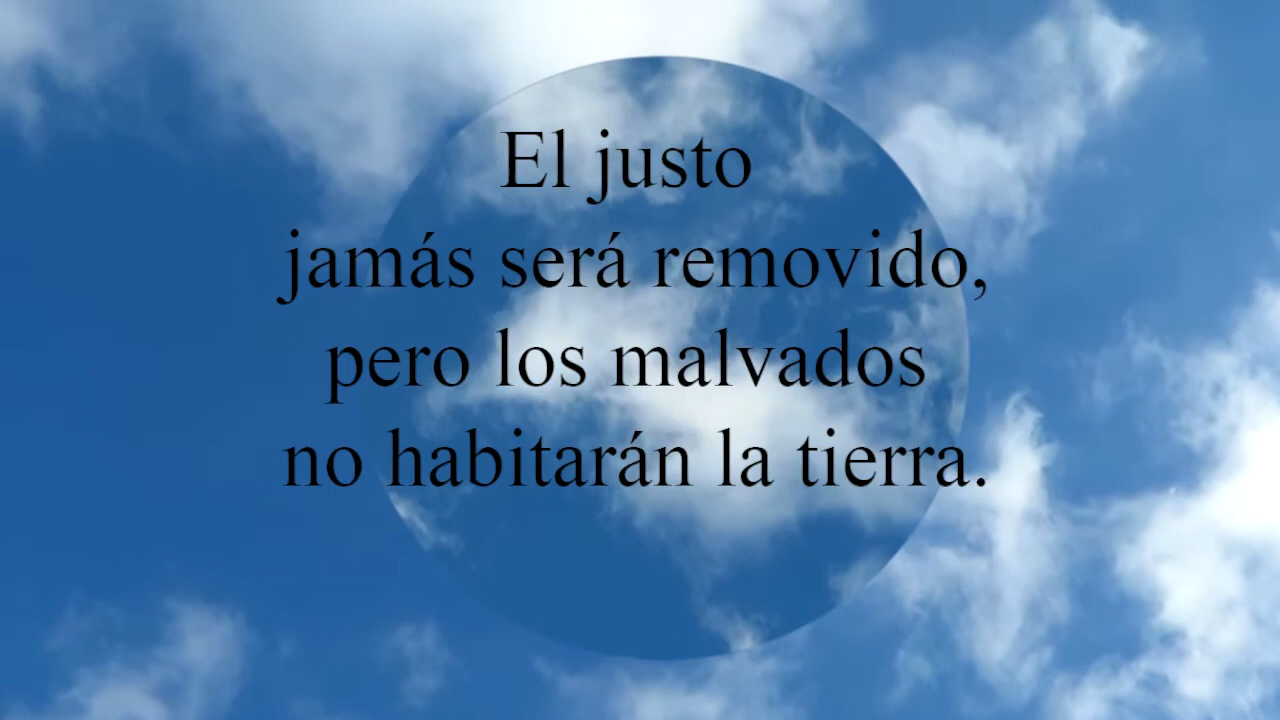 El justo
jamás será removido,
pero los malvados
no habitarán la tierra.